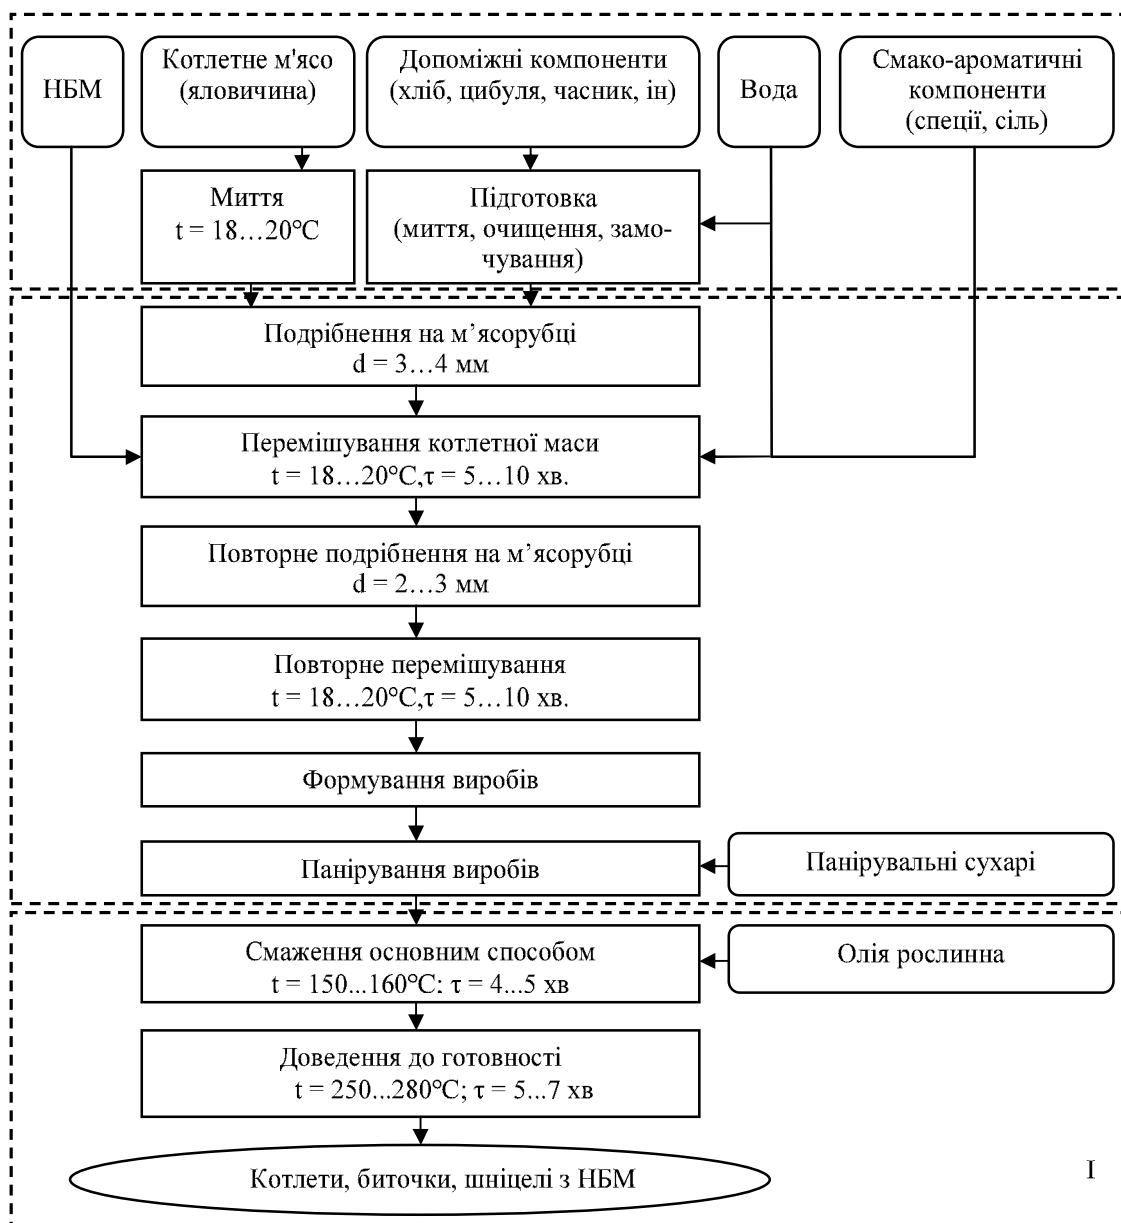 НБМ
Котлетне м'ясо
(яловичина)
Допоміжні компоненти
(хліб, цибуля, часник, ін)
Вода
Смако-ароматичні
компоненти
(спеції, сіль)
Миття
t = 18…20°С
Підготовка
(миття, очищення, замо-
чування)
Подрібнення на м’ясорубці
d = 3…4 мм
Перемішування котлетної маси
t = 18…20°С,τ = 5…10 хв.
Повторне подрібнення на м’ясорубці
d = 2…3 мм
Повторне перемішування
t = 18…20°С,τ = 5…10 хв.
Формування виробів
Панірування виробів
Панірувальні сухарі
Смаження основним способом
t = 150...160°С; τ = 4...5 хв
Олія рослинна
Доведення до готовності
t = 250...280°С; τ = 5...7 хв
Котлети, биточки, шніцелі з НБМ
І